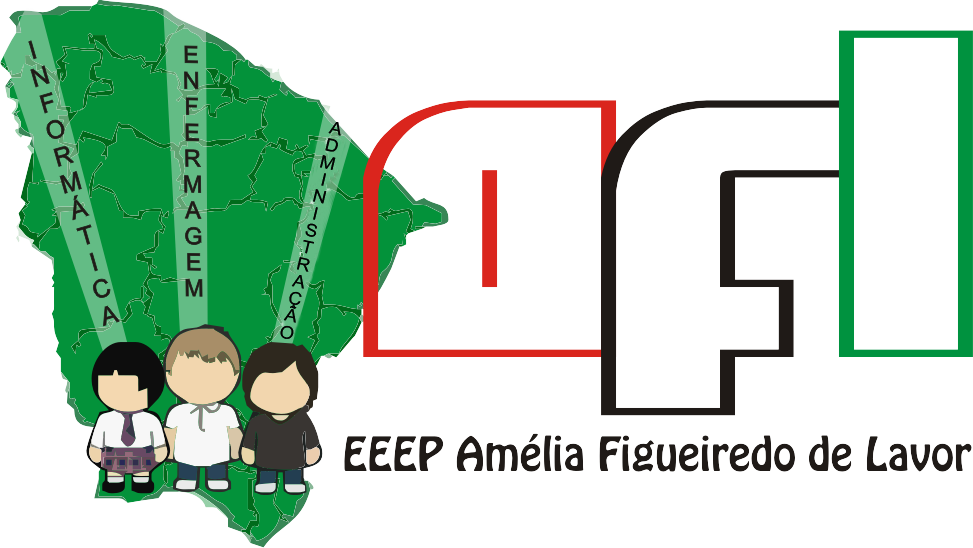 INFORMÁTICA
ENFERMAGEM
ADMINISTRAÇÃO
afl
EEEP Amélia Figueiredo de Lavor